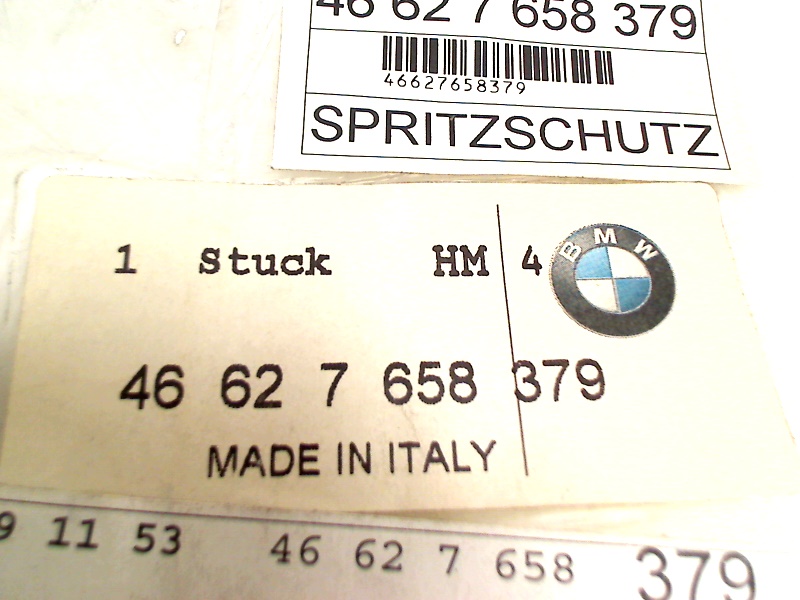 46 62 7 658 379
46627658379
SPRITZSCHUTZ
1 Stuck HM 4
BMW
46 62 7 658 379
MADE IN ITALY
9 11 53 46 62 7 658 379